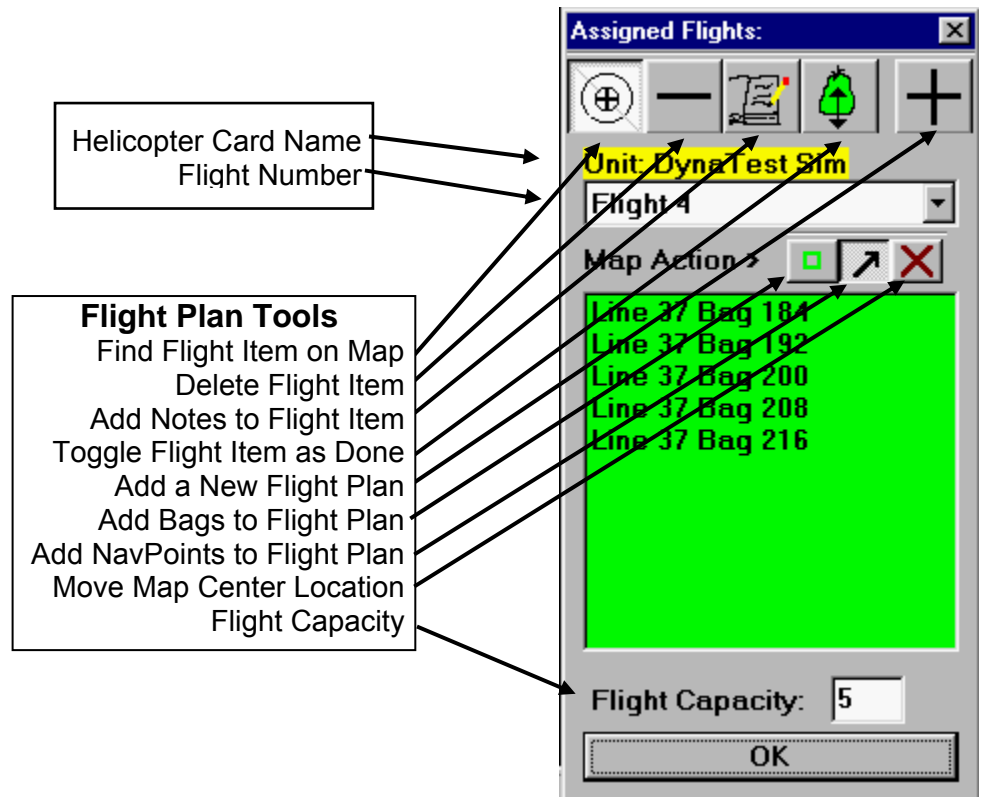 Helicopter Card Name
Flight Number
Flight Plan Tools
Find Flight Item on Map
Delete Flight Item
Add Notes to Flight Item
Toggle Flight Item as Done
Add a New Flight Plan
Add Bags to Flight Plan
Add NavPoints to Flight Plan
Move Map Center Location
Flight Capacity
Assigned Flights:
Unit: DynaTest Sim
Flight 4
Map Action >
Line 37 Bag 184
Line 37 Bag 192
Line 37 Bag 200
Line 37 Bag 208
Line 37 Bag 216
Flight Capacity: 5
OK